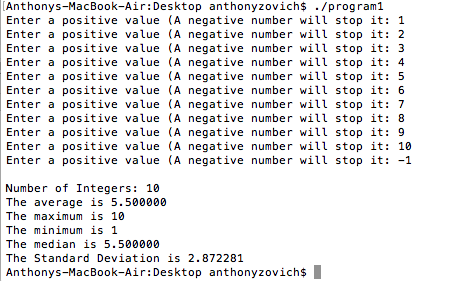 [Anthonys-MacBook-Air:Desktop anthonyzovich$ ./program1
Enter a positive value (A negative number will stop it: 1
Enter a positive value (A negative number will stop it: 2
Enter a positive value (A negative number will stop it: 3
Enter a positive value (A negative number will stop it: 4
Enter a positive value (A negative number will stop it: 5
Enter a positive value (A negative number will stop it: 6
Enter a positive value (A negative number will stop it: 7
Enter a positive value (A negative number will stop it: 8
Enter a positive value (A negative number will stop it: 9
Enter a positive value (A negative number will stop it: 10
Enter a positive value (A negative number will stop it: -1
Number of Integers: 10
The average is 5.500000
The maximum is 10
The minimum is 1
The median is 5.500000
The Standard Deviation is 2.872281
Anthonys-MacBook-Air:Desktop anthonyzovich$